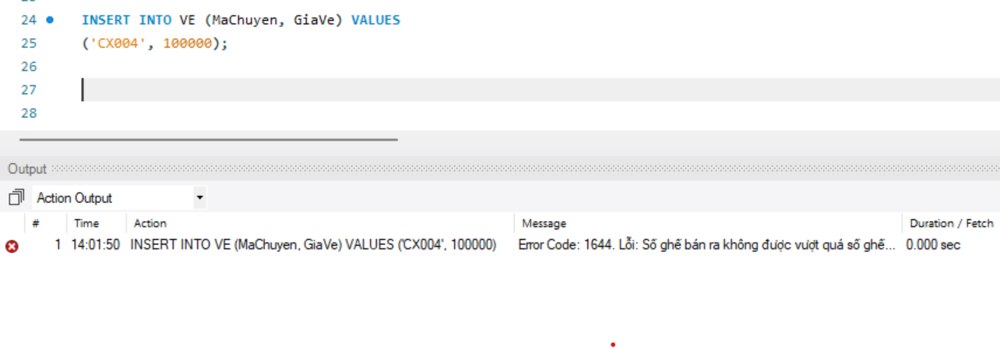 24 INSERT INTO VE (MaChuyen, GiaVe) VALUES
25 ('CX004', 100000);
26
27
28
Output
Action Output
# Time Action Message Duration / Fetch
1 14:01:50 INSERT INTO VE (MaChuyen, GiaVe) VALUES ('CX004', 100000) Error Code: 1644. Lỗi: Số ghế bán ra không được vượt quá số ghế... 0.000 sec